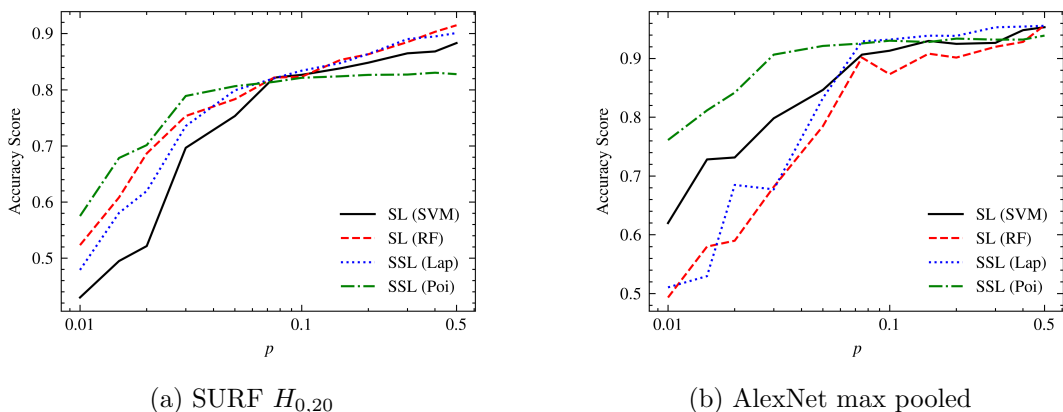 0.9
0.8
0.7
0.6
0.5
Accuracy Score
0.01
0.1
0.5
p
SL (SVM)
SL (RF)
SSL (Lap)
SSL (Poi)
(a) SURF H0,20
0.9
0.8
0.7
0.6
0.5
Accuracy Score
0.01
0.1
0.5
p
SL (SVM)
SL (RF)
SSL (Lap)
SSL (Poi)
(b) AlexNet max pooled